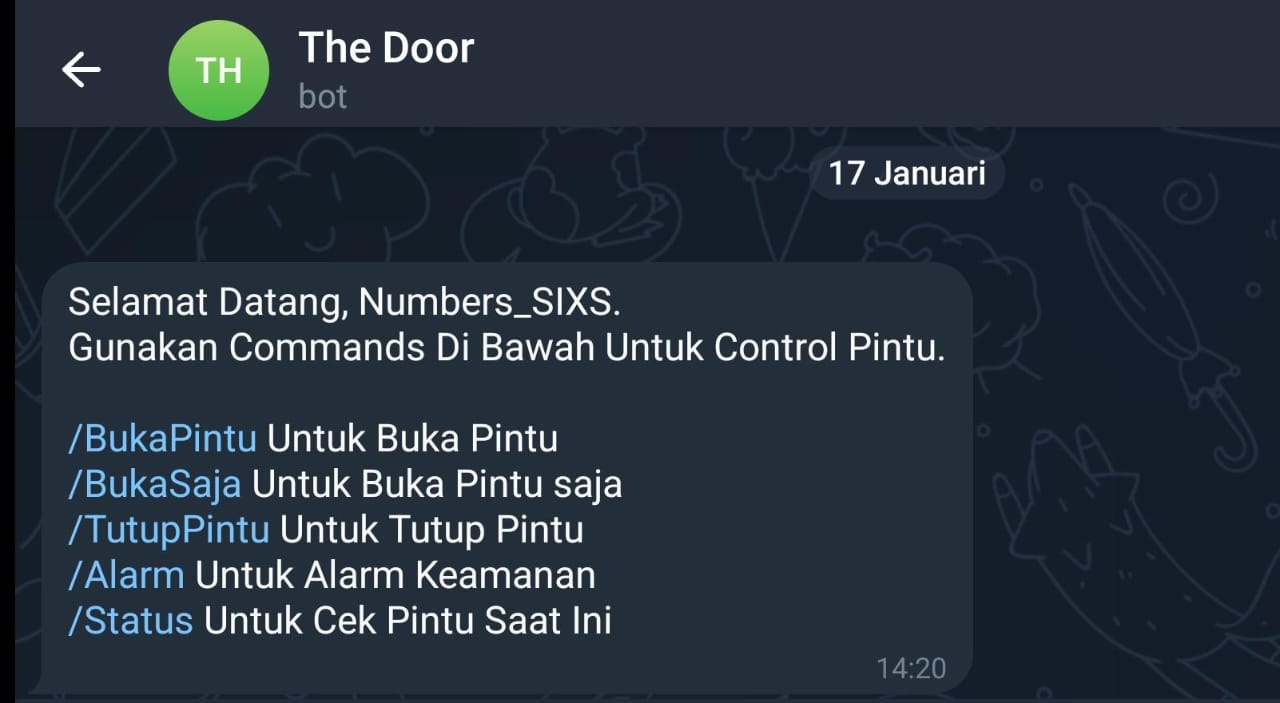 TH
The Door
bot
17 Januari
Selamat Datang, Numbers_SIXS.
Gunakan Commands Di Bawah Untuk Control Pintu.
/BukaPintu Untuk Buka Pintu
/BukaSaja Untuk Buka Pintu saja
/TutupPintu Untuk Tutup Pintu
/Alarm Untuk Alarm Keamanan
/Status Untuk Cek Pintu Saat Ini
14:20